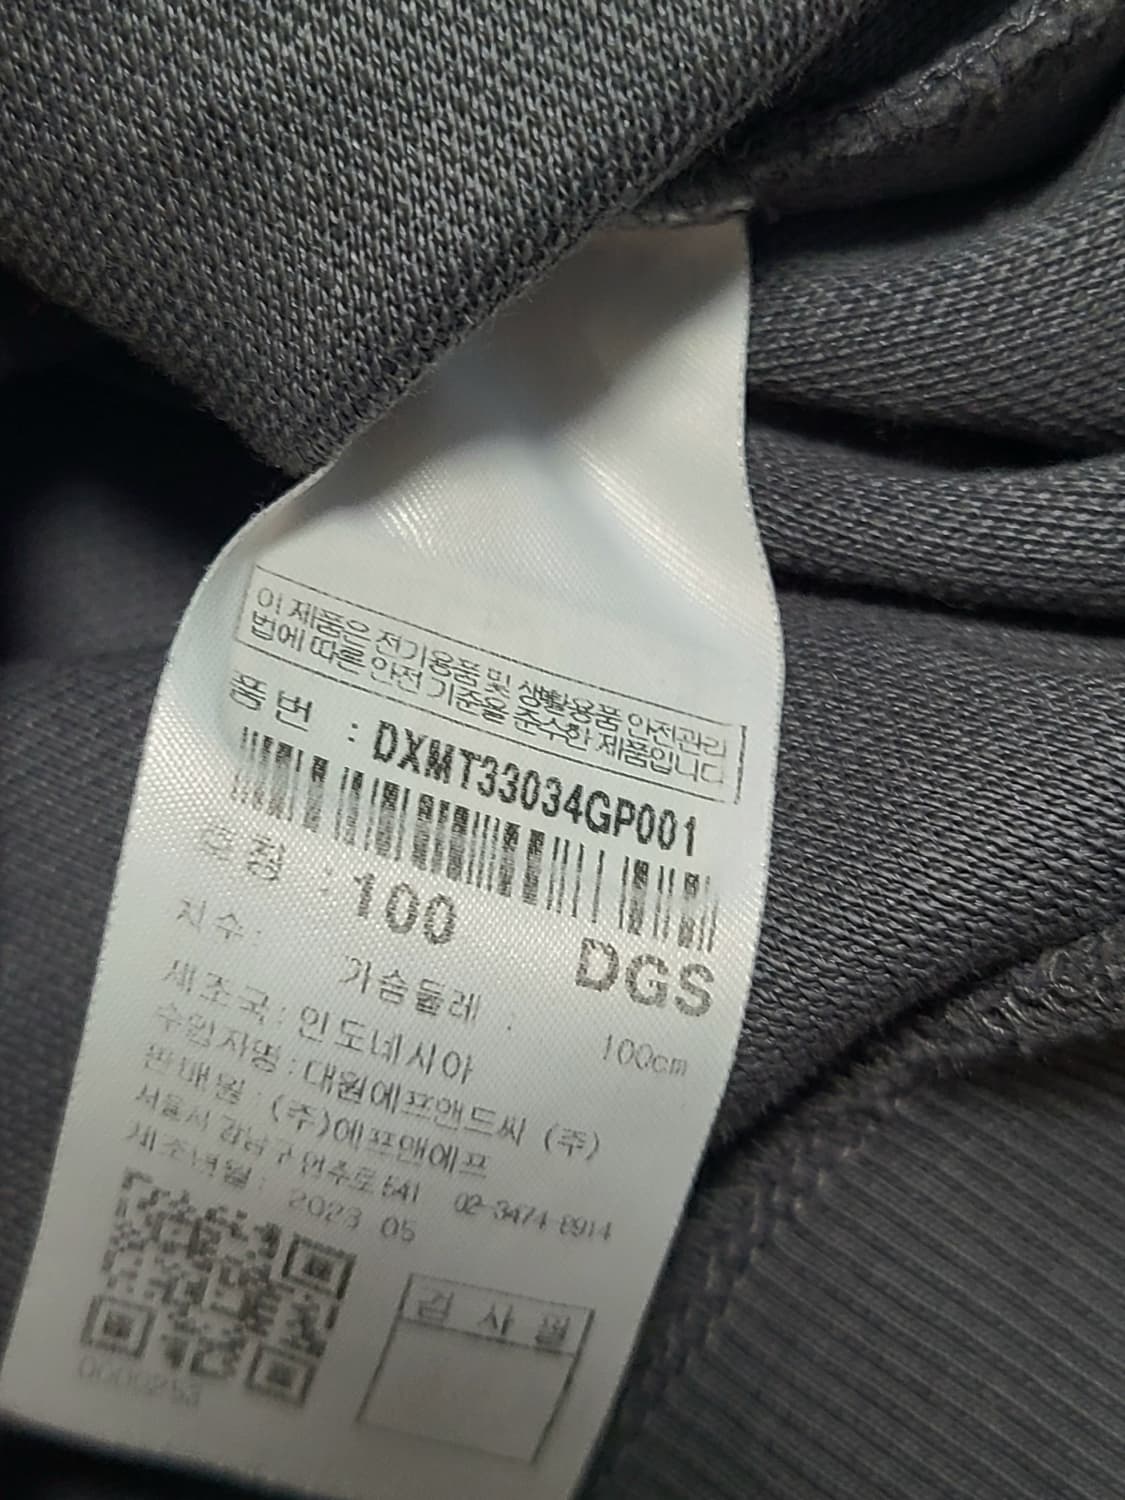 이 제품은 전기용품 및 생활용품 안전관리
법에 따른 안전 기준을 준수한 제품입니다
품번 : DXMT33034GP001
호칭 : 100
DGS
치수:
가슴둘레 : 100cm
제조국 : 인도네시아
수입자명 : 대원에프앤드씨 (주)
판매원 : (주)에프앤에프
서울시 강남구 언주로 541 02-3474-8914
제조년월 : 2023 05
검사필